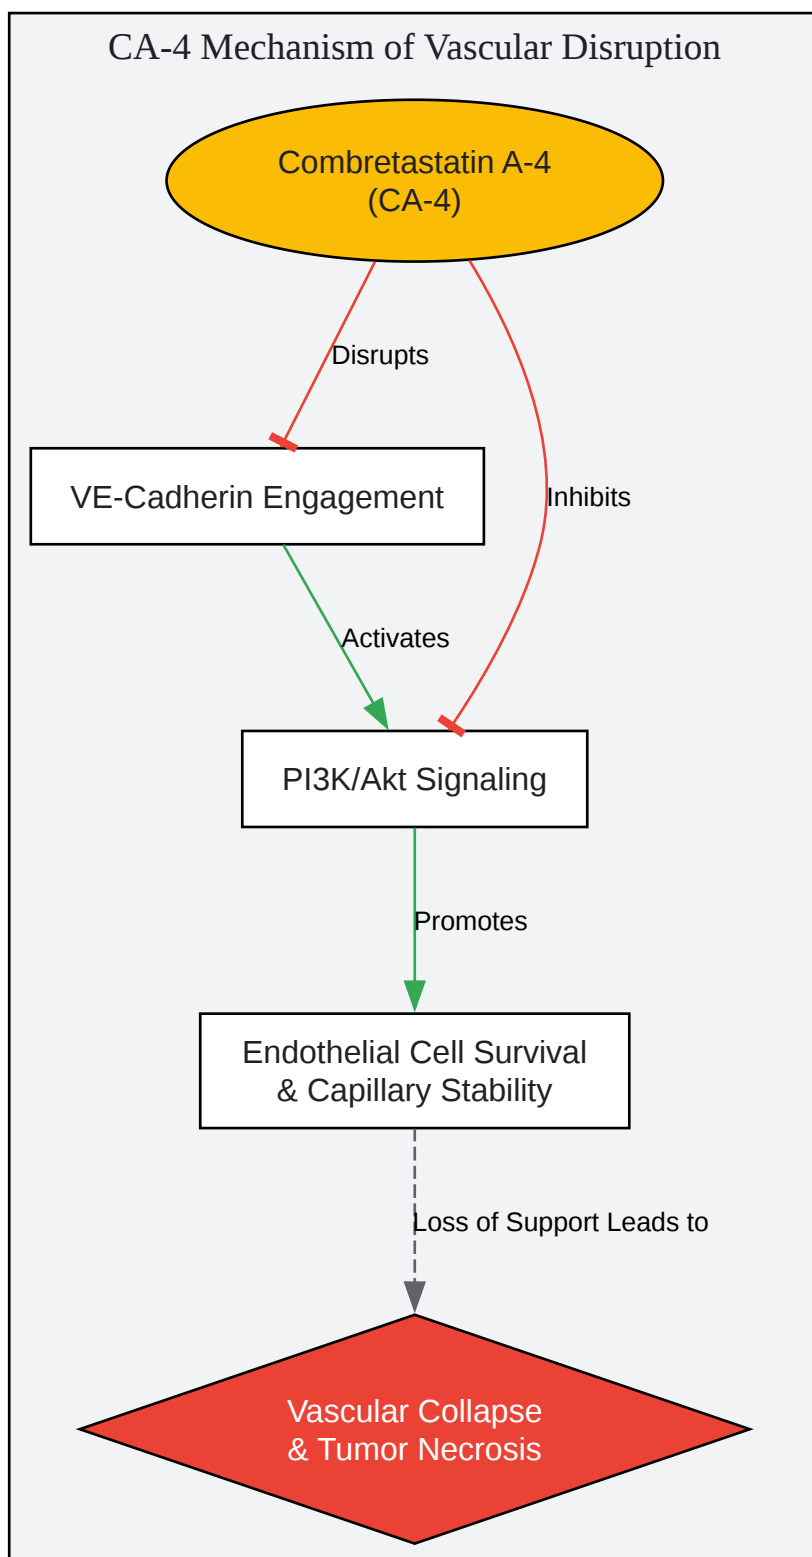 CA-4 Mechanism of Vascular Disruption
Combretastatin A-4
(CA-4)
Disrupts
VE-Cadherin Engagement
Inhibits
Activates
PI3K/Akt Signaling
Promotes
Endothelial Cell Survival
& Capillary Stability
Loss of Support Leads to
Vascular Collapse
& Tumor Necrosis